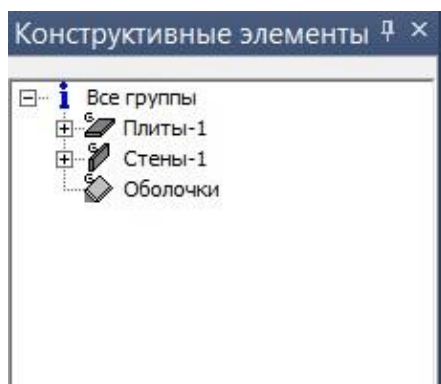 Конструктивные элементы
Все группы
Плиты-1
Стены-1
Оболочки